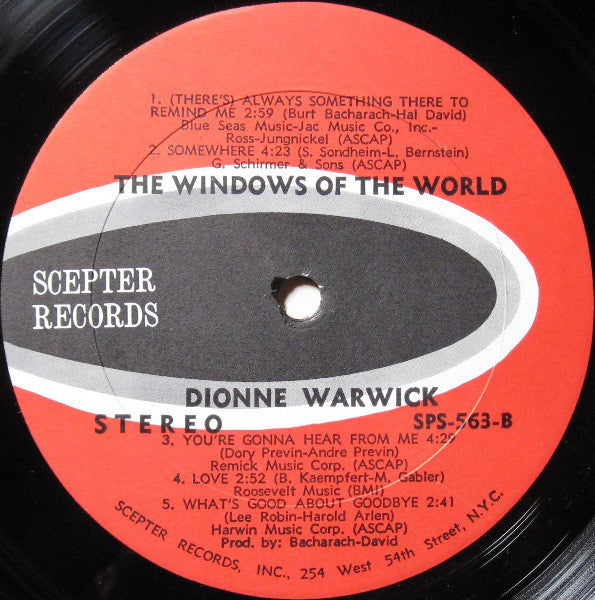 1. (THERE'S) ALWAYS SOMETHING THERE TO
REMIND ME 2:59 (Burt Bacharach-Hal David)
Blue Seas Music-Jac Music Co., Inc.-
Ross-Jungnickel (ASCAP)
2. SOMEWHERE 4:23 (S. Sondheim-L. Bernstein)
G. Schirmer & Sons (ASCAP)
THE WINDOWS OF THE WORLD
SCEPTER
RECORDS
DIONNE WARWICK
STEREO SPS-563-B
3. YOU'RE GONNA HEAR FROM ME 4:29
(Dory Previn-Andre Previn)
Remick Music Corp. (ASCAP)
4. LOVE 2:52 (B. Kaempfert-M. Gabler)
Roosevelt Music (BMI)
5. WHAT'S GOOD ABOUT GOODBYE 2:41
(Lee Robin-Harold Arlen)
Harwin Music Corp. (ASCAP)
Prod. by: Bacharach-David
SCEPTER RECORDS, INC., 254 West 54th Street, N.Y.C.